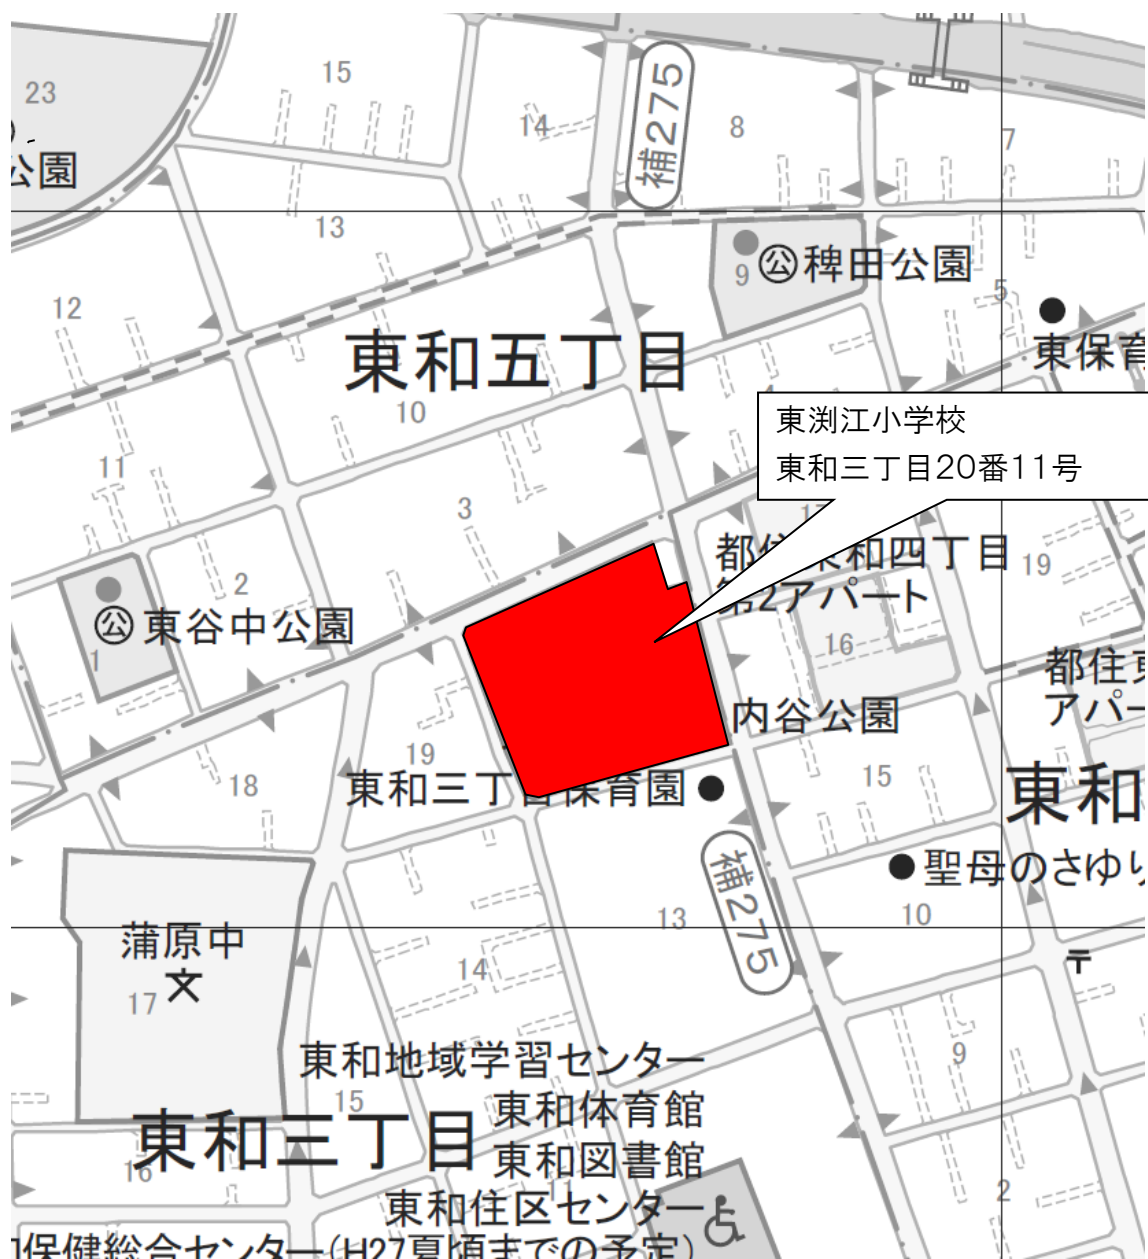 23
公園
15
14
補275
8
7
13
9
公
稗田公園
5
12
東和五丁目
東保育
10
4
東渕江小学校
東和三丁目20番11号
11
3
17
都住東和四丁目
第2アパート
19
2
公
東谷中公園
1
16
都住東
アパー
内谷公園
19
18
東和三丁目保育園
15
東和
補275
聖母のさゆり
13
10
蒲原中
文
17
14
〒
9
東和地域学習センター
15
東和体育館
東和三丁目
東和図書館
16
11
2
東和住区センター
保健総合センター(H27夏頃までの予定)